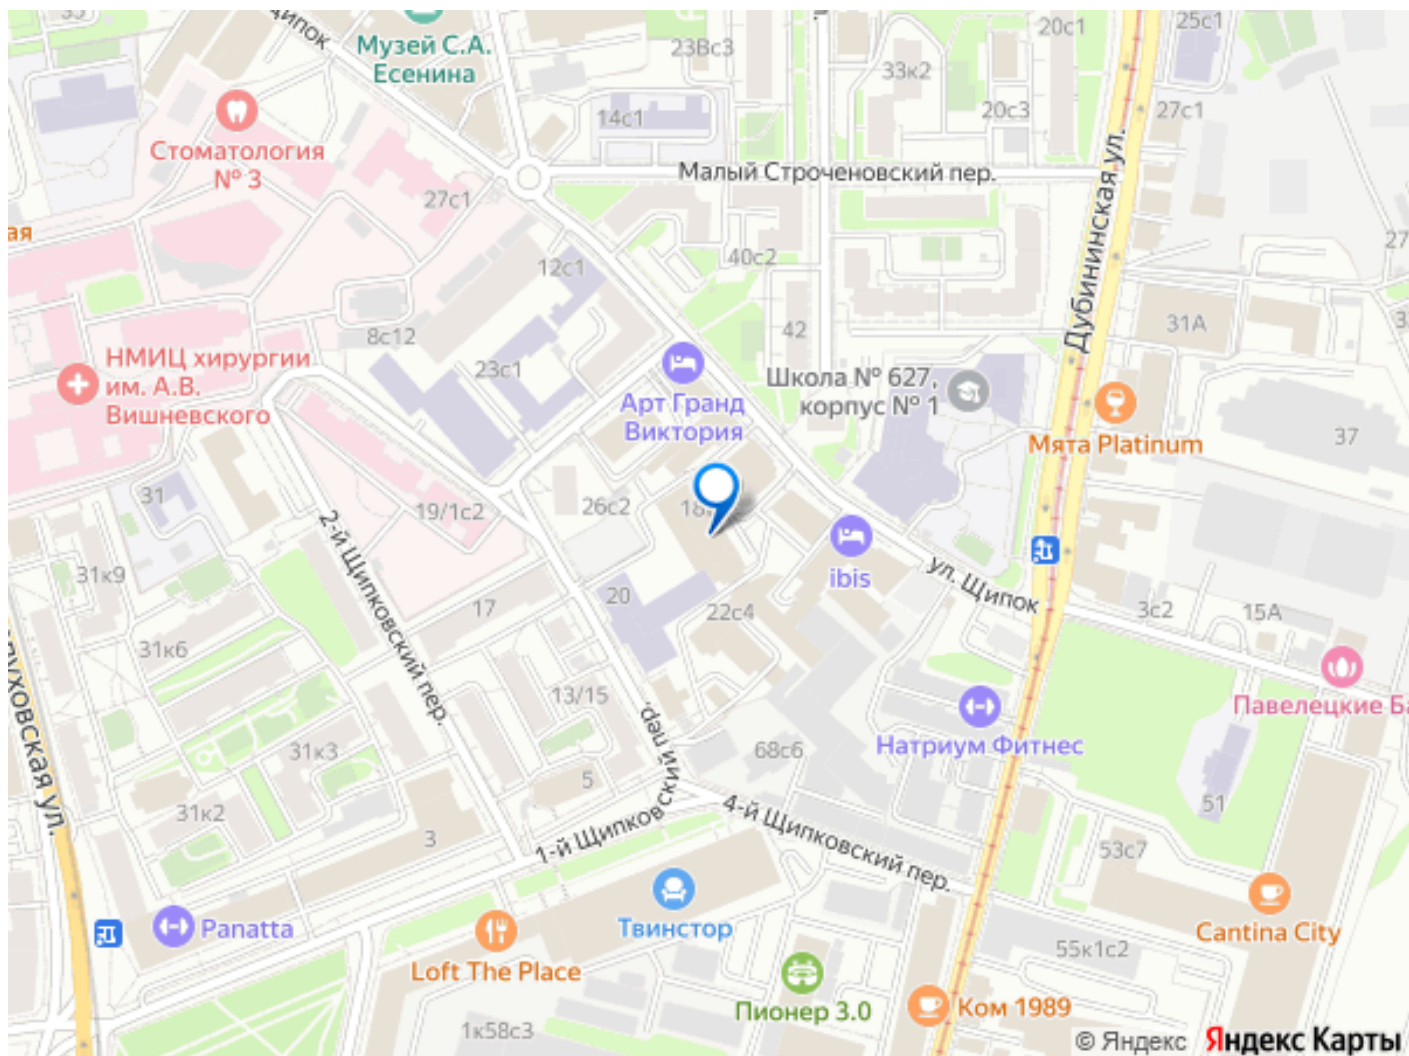 Музей С.А.
Есенина
23Вс3
20с1
25с1
33к2
20с3
27с1
14с1
Стоматология
№ 3
Малый Строченовский пер.
Дубининская ул.
27с1
ая
40с2
12с1
8с12
42
31А
23с1
НМИЦ хирургии
им. А.В.
Вишневского
Арт Гранд
Виктория
Школа № 627,
корпус № 1
Мята Platinum
37
31
19/1с2
26с2
2-й Щипковский пер.
ibis
ул. Щипок
31к9
17
20
22с4
3с2
15А
31к6
13/15
Натриум Фитнес
68с6
31к3
5
51
31к2
3
1-й Щипковский пер.
4-й Щипковский пер.
53с7
Panatta
Твинстор
Cantina City
Loft The Place
55к1с2
Пионер 3.0
Ком 1989
1к58с3
© Яндекс Яндекс Карты